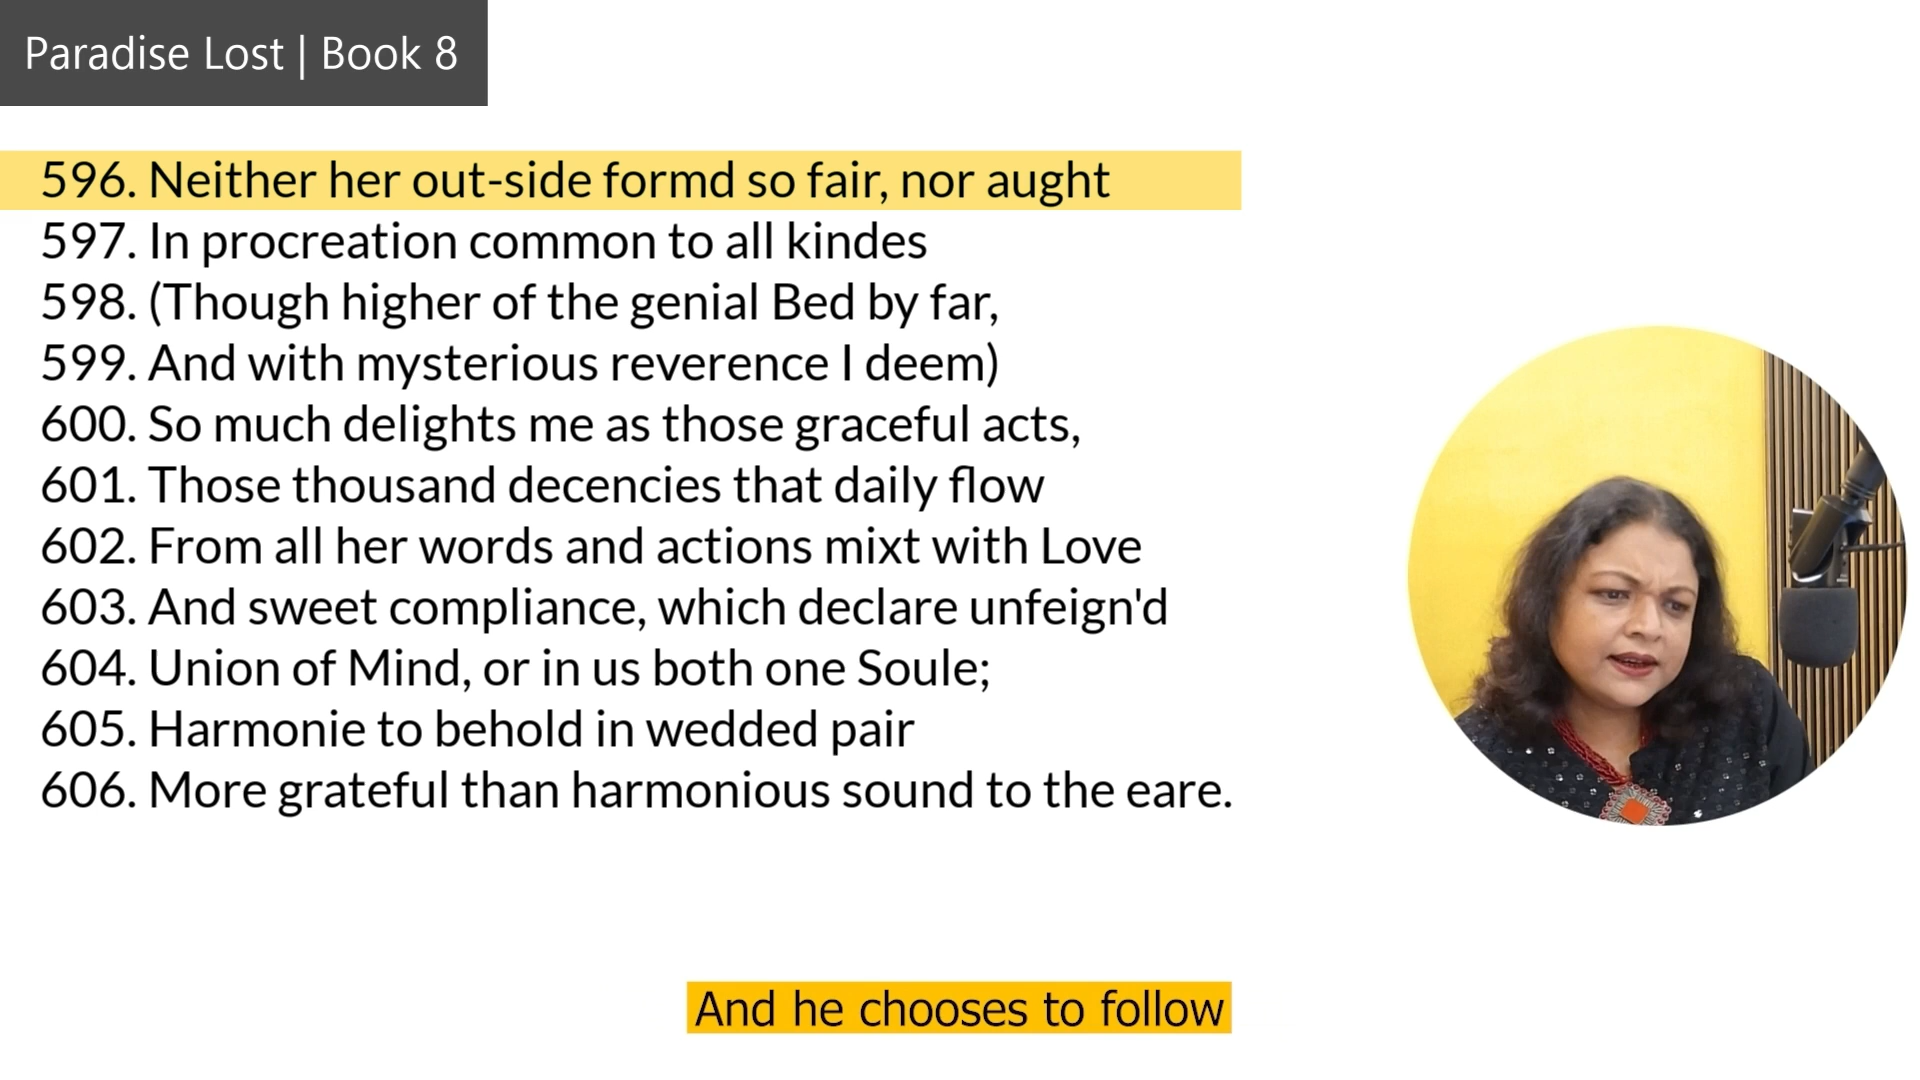 Paradise Lost | Book 8
596. Neither her out-side formd so fair, nor aught
597. In procreation common to all kindes
598. (Though higher of the genial Bed by far,
599. And with mysterious reverence I deem)
600. So much delights me as those graceful acts,
601. Those thousand decencies that daily flow
602. From all her words and actions mixt with Love
603. And sweet compliance, which declare unfeign'd
604. Union of Mind, or in us both one Soule;
605. Harmonie to behold in wedded pair
606. More grateful than harmonious sound to the eare.
And he chooses to follow